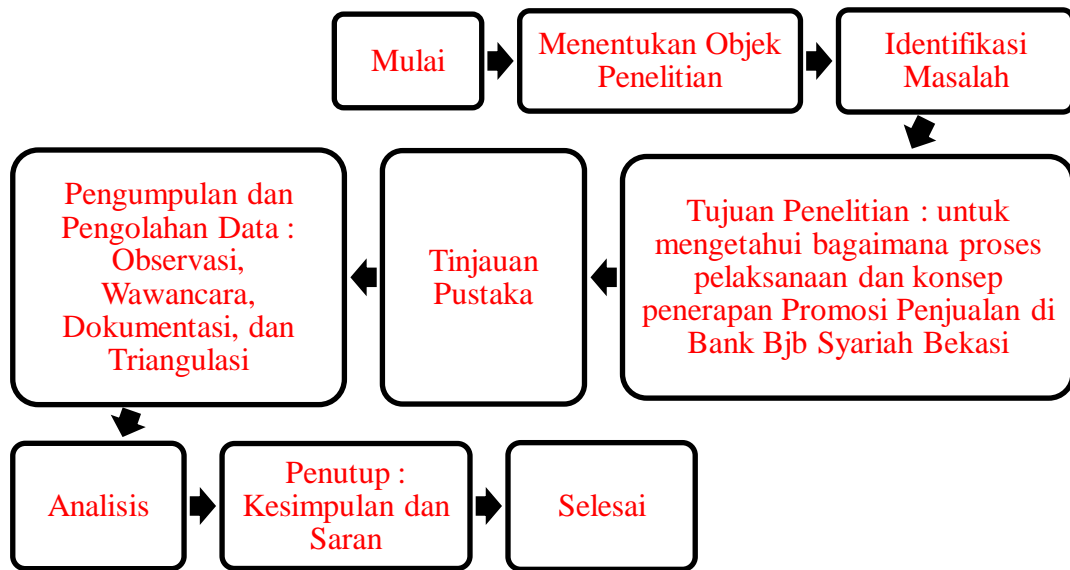 Mulai
Menentukan Objek
Penelitian
Identifikasi
Masalah
Tujuan Penelitian : untuk
mengetahui bagaimana proses
pelaksanaan dan konsep
penerapan Promosi Penjualan di
Bank Bjb Syariah Bekasi
Tinjauan
Pustaka
Pengumpulan dan
Pengolahan Data :
Observasi,
Wawancara,
Dokumentasi, dan
Triangulasi
Analisis
Penutup :
Kesimpulan dan
Saran
Selesai